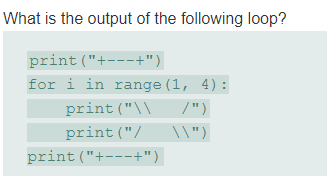 What is the output of the following loop?
print("+---+")
for i in range(1, 4):
    print("\\   /")
    print("/   \\")
print("+---+")